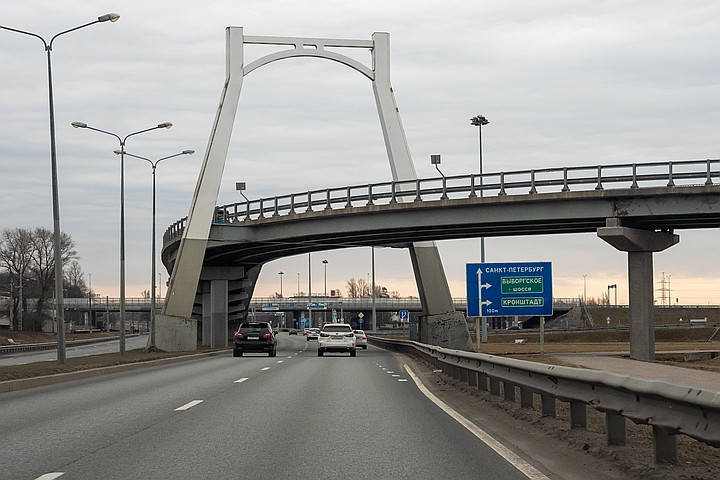 САНКТ-ПЕТЕРБУРГ
ВЫБОРГСКОЕ
шоссе
КРОНШТАДТ
100м